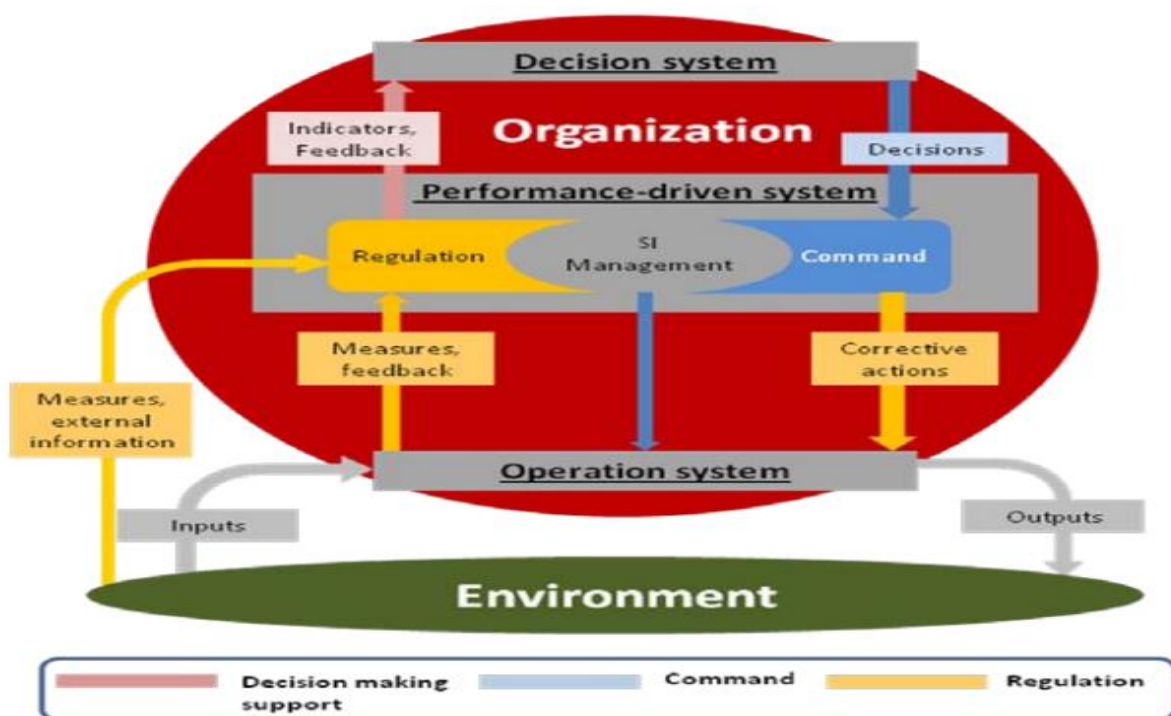 Decision system
Indicators,
Feedback
Organization
Decisions
Performance-driven system
Regulation
SI
Management
Command
Measures,
feedback
Corrective
actions
Measures,
external
information
Operation system
Inputs
Outputs
Environment
Decision making
support
Command
Regulation